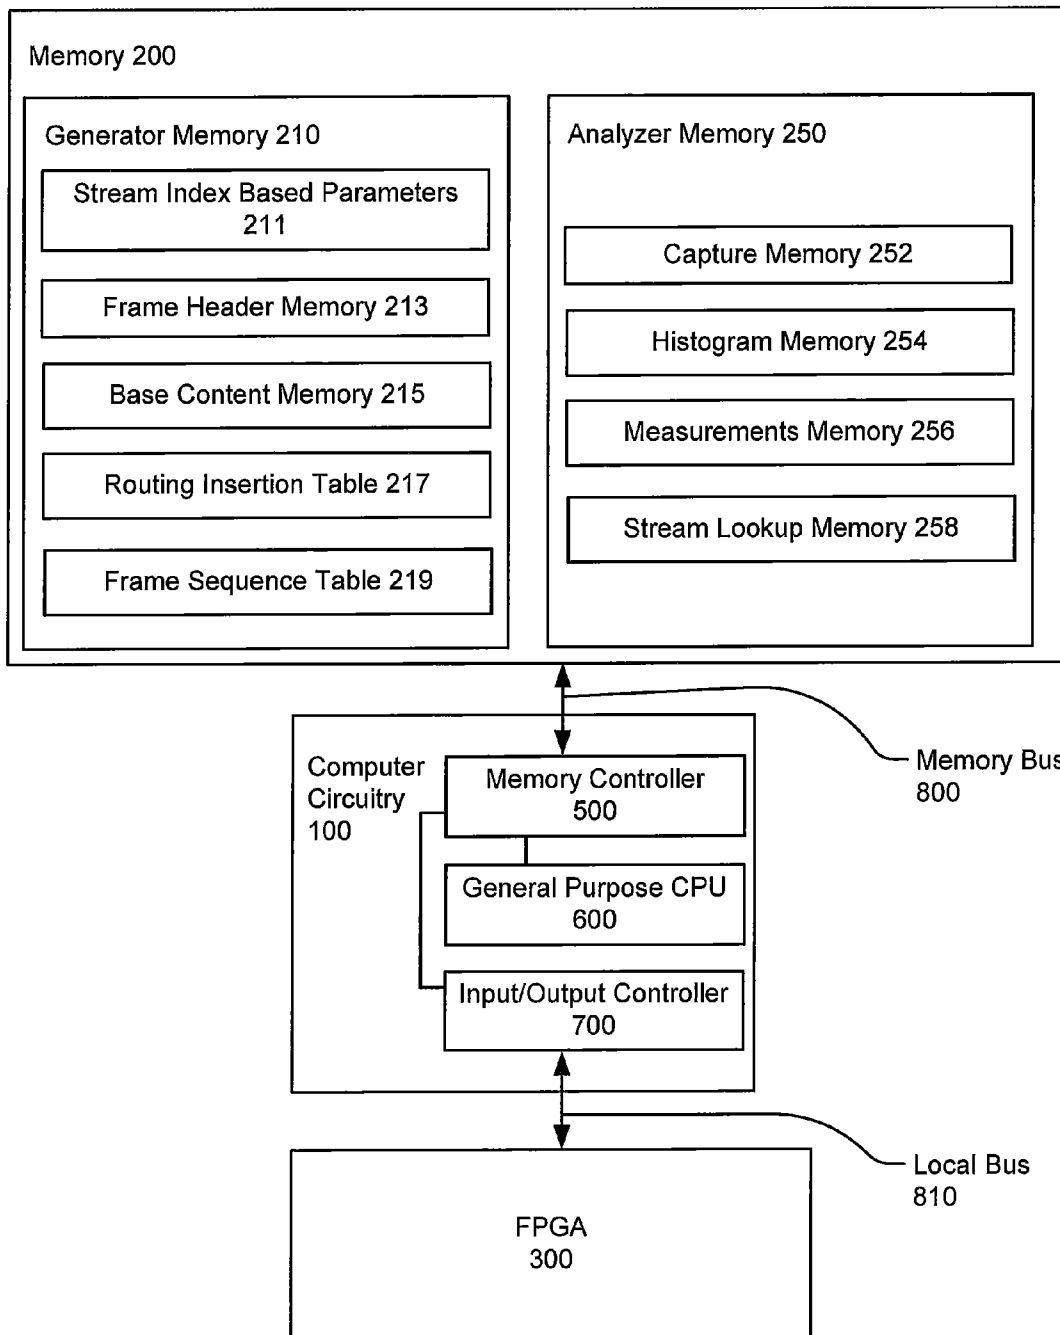 Memory 200
Generator Memory 210
Stream Index Based Parameters
211
Frame Header Memory 213
Base Content Memory 215
Routing Insertion Table 217
Frame Sequence Table 219
Analyzer Memory 250
Capture Memory 252
Histogram Memory 254
Measurements Memory 256
Stream Lookup Memory 258
Memory Bus
800
Computer
Circuitry
100
Memory Controller
500
General Purpose CPU
600
Input/Output Controller
700
Local Bus
810
FPGA
300